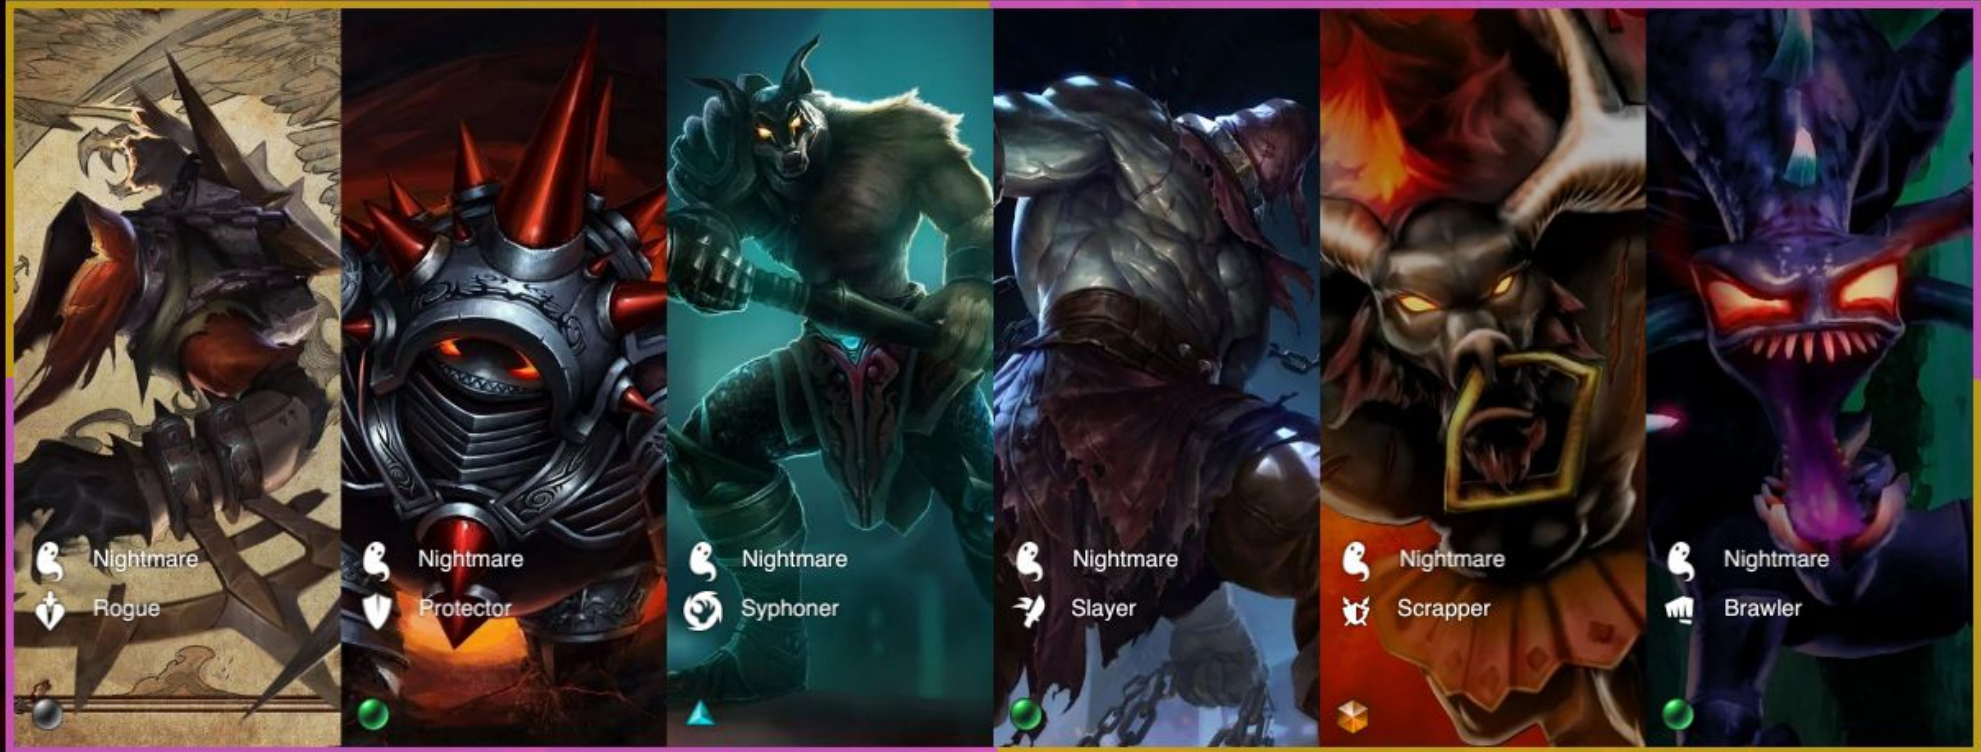 Nightmare
Rogue
Nightmare
Protector
Nightmare
Syphoner
Nightmare
Slayer
Nightmare
Scrapper
Nightmare
Brawler